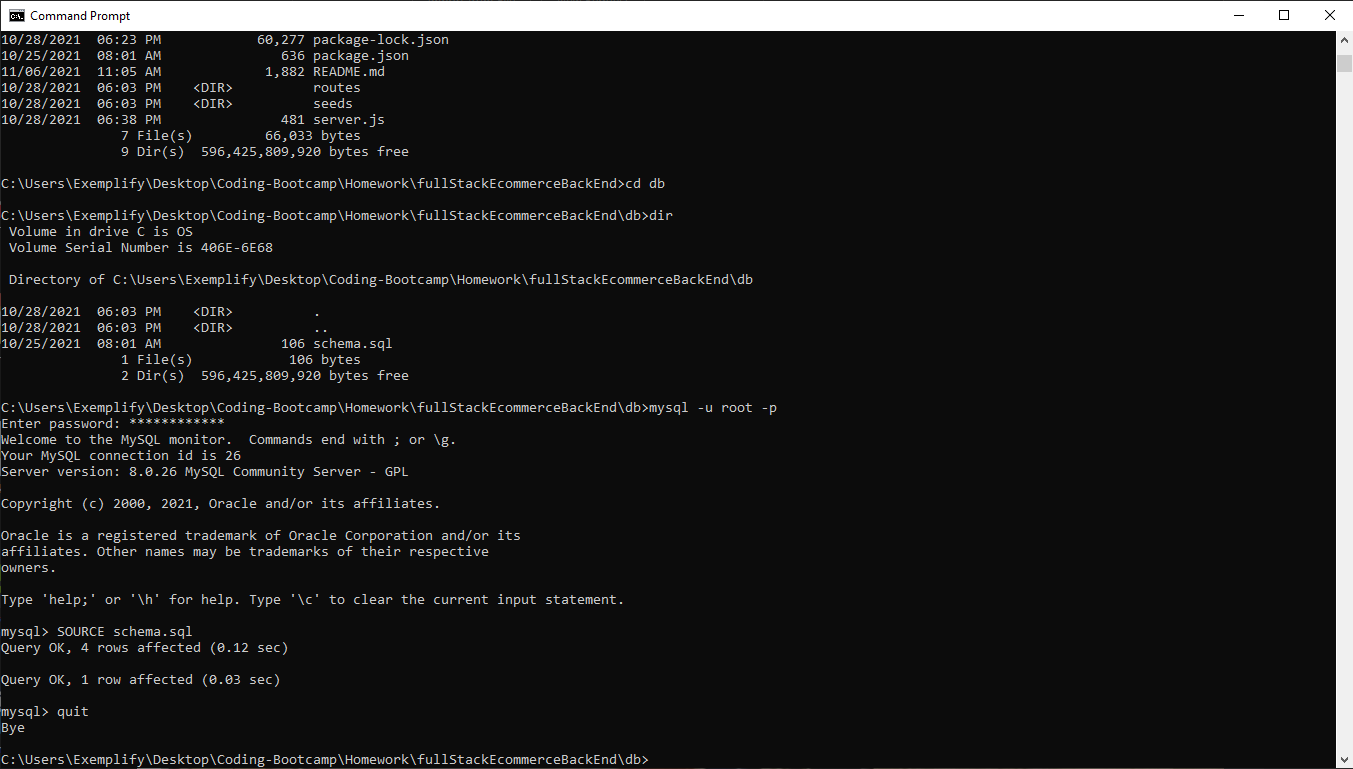 Command Prompt
10/28/2021  06:23 PM            60,277 package-lock.json
10/25/2021  08:01 AM               636 package.json
11/06/2021  11:05 AM             1,882 README.md
10/28/2021  06:03 PM    <DIR>          routes
10/28/2021  06:03 PM    <DIR>          seeds
10/28/2021  06:38 PM               481 server.js
               7 File(s)         66,033 bytes
               9 Dir(s)  596,425,809,920 bytes free

C:\Users\Exemplify\Desktop\Coding-Bootcamp\Homework\fullStackEcommerceBackEnd>cd db

C:\Users\Exemplify\Desktop\Coding-Bootcamp\Homework\fullStackEcommerceBackEnd\db>dir
 Volume in drive C is OS
 Volume Serial Number is 406E-6E68

 Directory of C:\Users\Exemplify\Desktop\Coding-Bootcamp\Homework\fullStackEcommerceBackEnd\db

10/28/2021  06:03 PM    <DIR>          .
10/28/2021  06:03 PM    <DIR>          ..
10/25/2021  08:01 AM               106 schema.sql
               1 File(s)            106 bytes
               2 Dir(s)  596,425,809,920 bytes free

C:\Users\Exemplify\Desktop\Coding-Bootcamp\Homework\fullStackEcommerceBackEnd\db>mysql -u root -p
Enter password: ************
Welcome to the MySQL monitor.  Commands end with ; or \g.
Your MySQL connection id is 26
Server version: 8.0.26 MySQL Community Server - GPL

Copyright (c) 2000, 2021, Oracle and/or its affiliates.

Oracle is a registered trademark of Oracle Corporation and/or its
affiliates. Other names may be trademarks of their respective
owners.

Type 'help;' or '\h' for help. Type '\c' to clear the current input statement.

mysql> SOURCE schema.sql
Query OK, 4 rows affected (0.12 sec)

Query OK, 1 row affected (0.03 sec)

mysql> quit
Bye

C:\Users\Exemplify\Desktop\Coding-Bootcamp\Homework\fullStackEcommerceBackEnd\db>